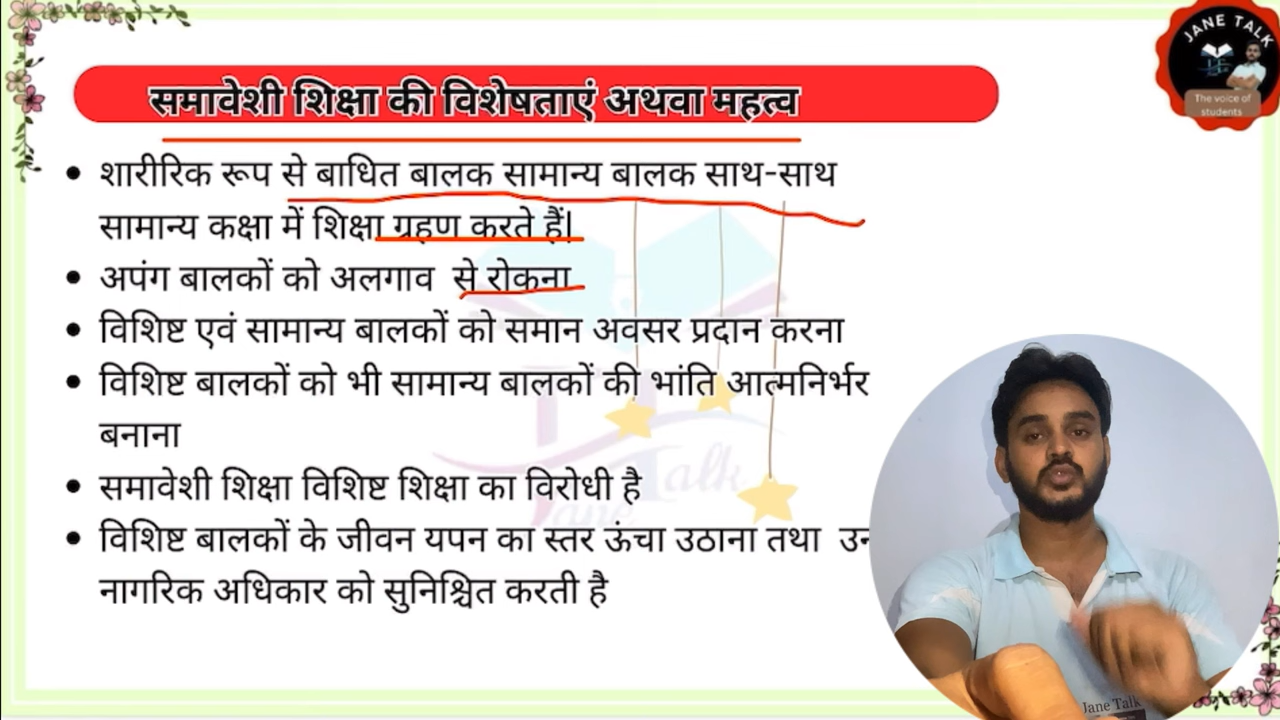 JANE TALK
The voice of
students
समावेशी शिक्षा की विशेषताएं अथवा महत्व
• शारीरिक रूप से बाधित बालक सामान्य बालक साथ-साथ
सामान्य कक्षा में शिक्षा ग्रहण करते हैं|
• अपंग बालकों को अलगाव से रोकना
• विशिष्ट एवं सामान्य बालकों को समान अवसर प्रदान करना
• विशिष्ट बालकों को भी सामान्य बालकों की भांति आत्मनिर्भर
बनाना
• समावेशी शिक्षा विशिष्ट शिक्षा का विरोधी है
• विशिष्ट बालकों के जीवन यपन का स्तर ऊंचा उठाना तथा
नागरिक अधिकार को सुनिश्चित करती है
Jane Talk
Jane Talk